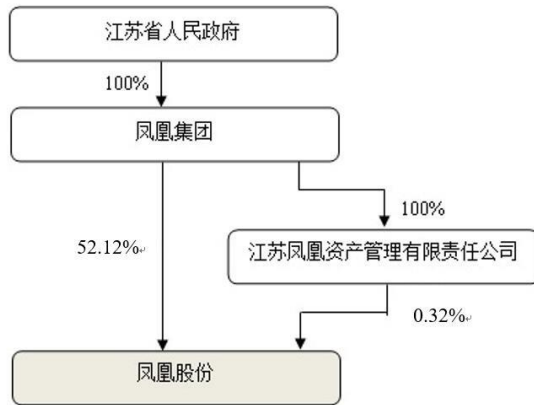 江苏省人民政府
100%
凤凰集团
100%
52.12%
江苏凤凰资产管理有限责任公司
0.32%
凤凰股份